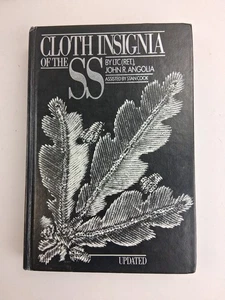 CLOTH INSIGNIA
OF THE
SS
BY LTC (RET.)
JOHN R. ANGOLIA
ASSISTED BY STAN COOK
UPDATED